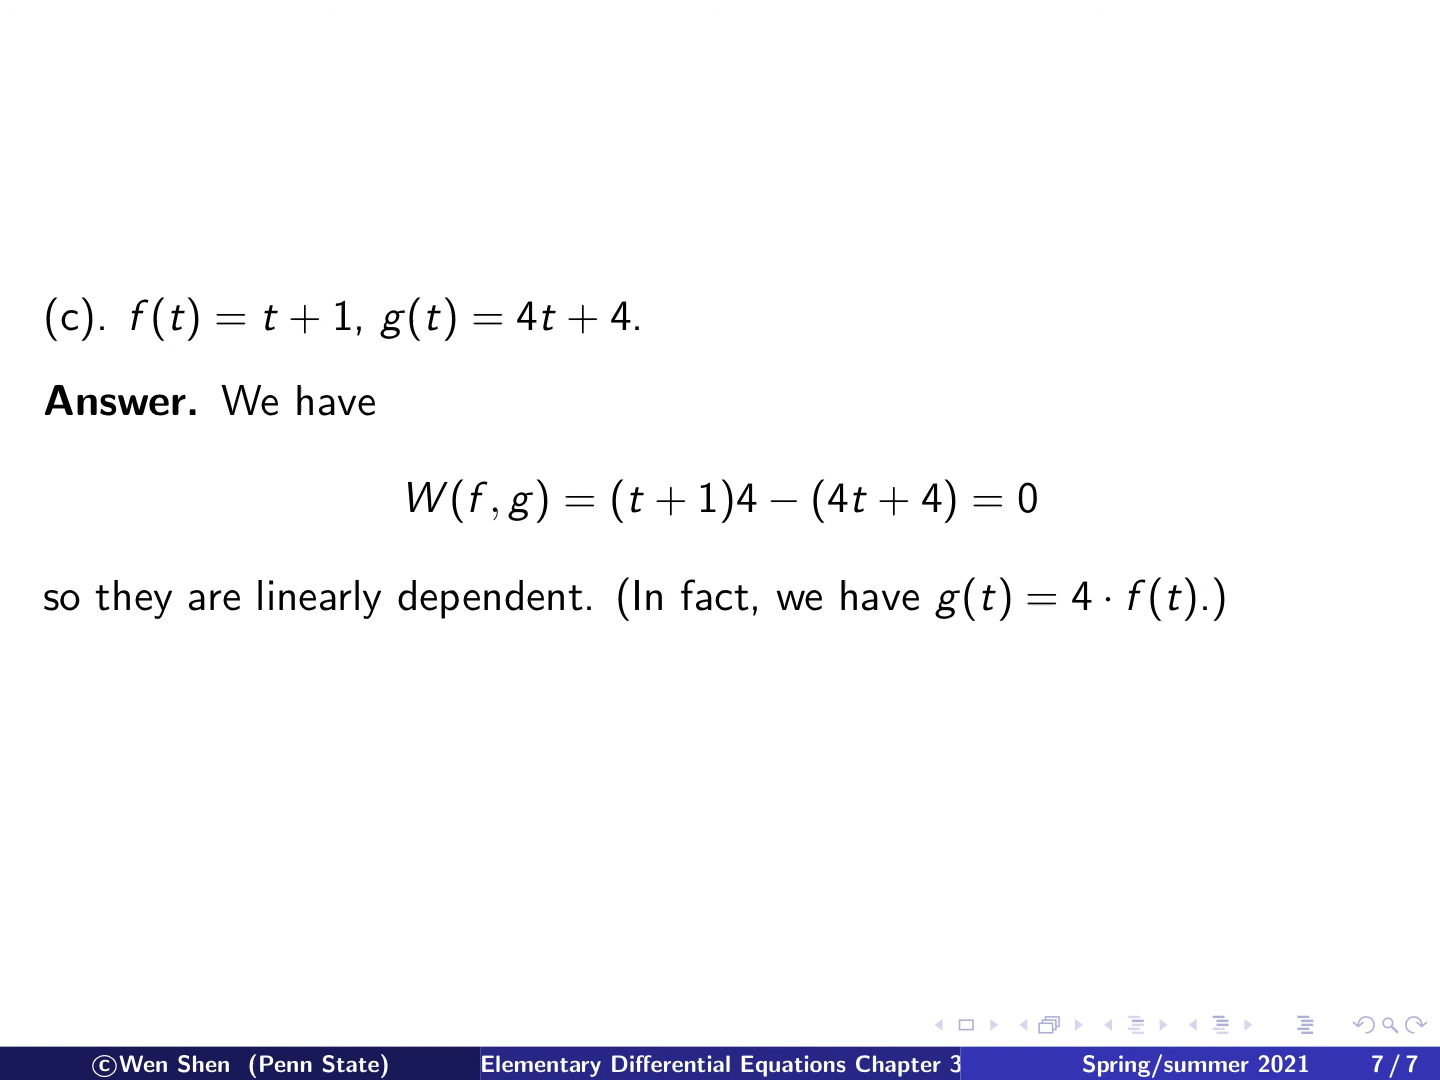 (c). f(t) = t + 1, g(t) = 4t + 4.
Answer. We have
W(f, g) = (t + 1)4 − (4t + 4) = 0
so they are linearly dependent. (In fact, we have g(t) = 4 · f(t).)
©Wen Shen (Penn State) Elementary Differential Equations Chapter 3 Spring/summer 2021 7 / 7